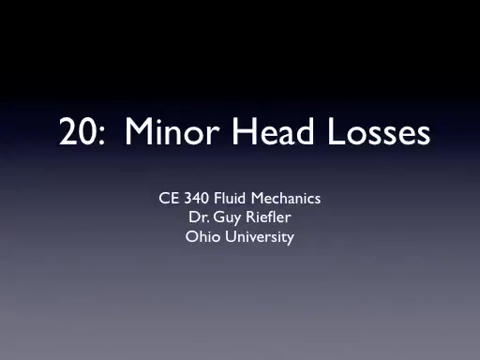 20: Minor Head Losses
CE 340 Fluid Mechanics
Dr. Guy Riefler
Ohio University